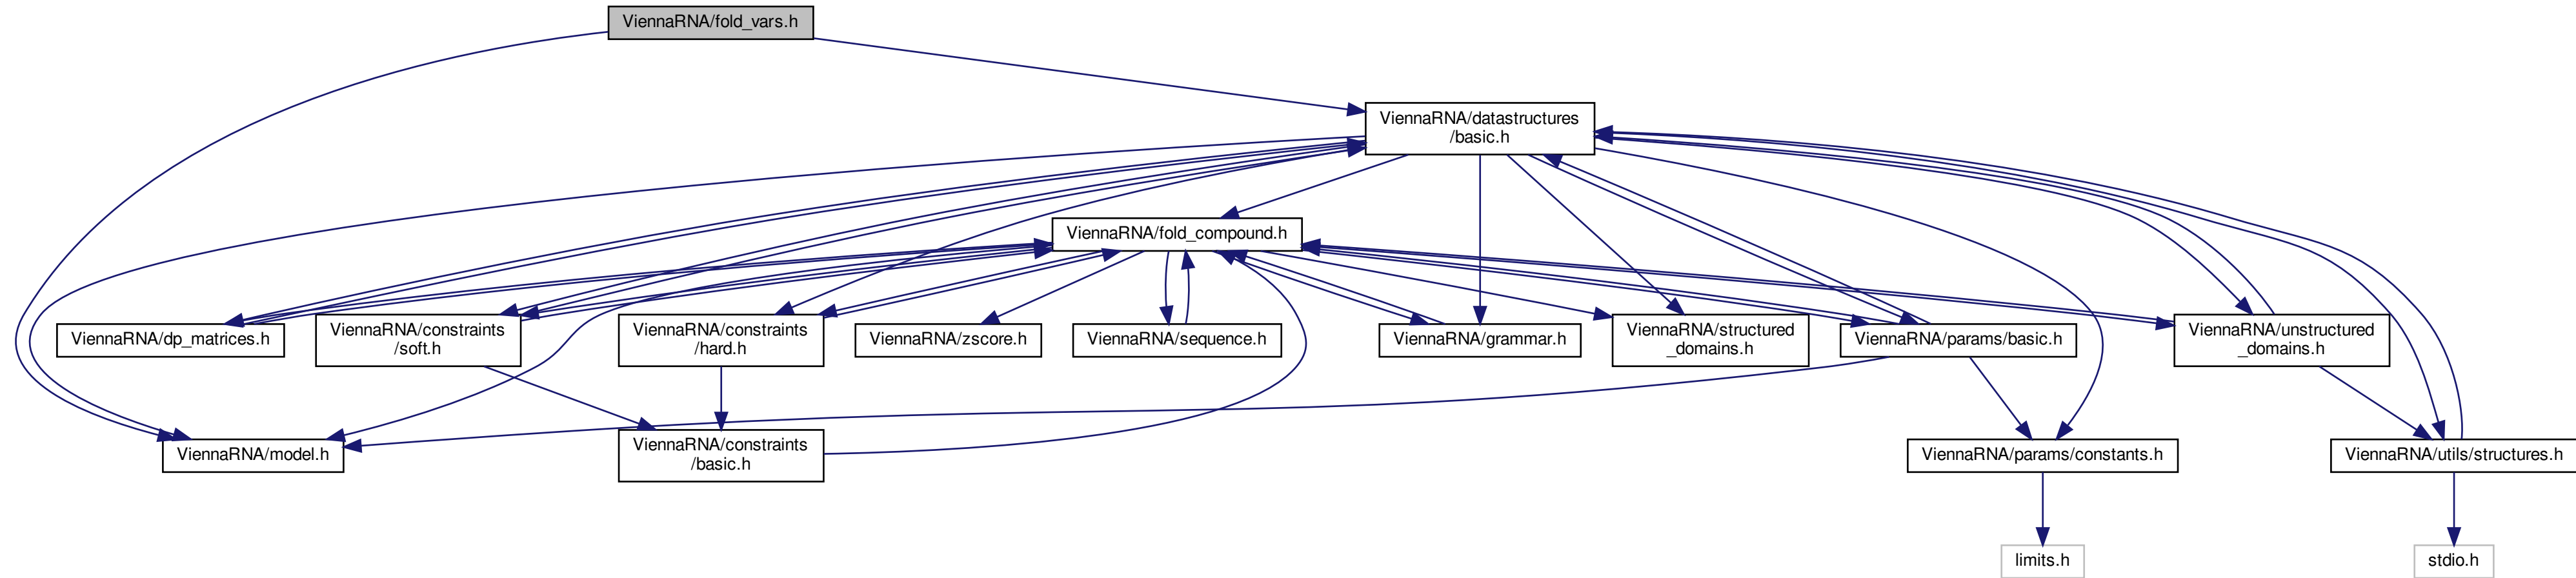 ViennaRNA/fold_vars.h
ViennaRNA/datastructures
/basic.h
ViennaRNA/fold_compound.h
ViennaRNA/dp_matrices.h
ViennaRNA/constraints
/soft.h
ViennaRNA/constraints
/hard.h
ViennaRNA/zscore.h
ViennaRNA/sequence.h
ViennaRNA/grammar.h
ViennaRNA/structured
_domains.h
ViennaRNA/params/basic.h
ViennaRNA/unstructured
_domains.h
ViennaRNA/model.h
ViennaRNA/constraints
/basic.h
ViennaRNA/params/constants.h
ViennaRNA/utils/structures.h
limits.h
stdio.h